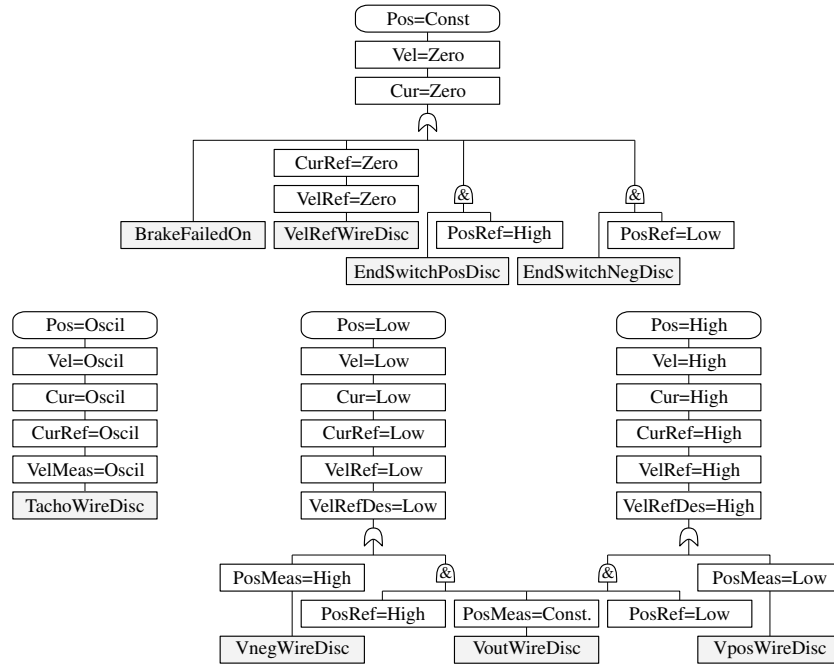 Pos=Const
Vel=Zero
Cur=Zero
CurRef=Zero
VelRef=Zero
&
&
BrakeFailedOn
VelRefWireDisc
PosRef=High
PosRef=Low
EndSwitchPosDisc
EndSwitchNegDisc
Pos=Oscil
Vel=Oscil
Cur=Oscil
CurRef=Oscil
VelMeas=Oscil
TachoWireDisc
Pos=Low
Vel=Low
Cur=Low
CurRef=Low
VelRef=Low
VelRefDes=Low
Pos=High
Vel=High
Cur=High
CurRef=High
VelRef=High
VelRefDes=High
PosMeas=High
&
&
PosMeas=Low
PosRef=High
PosMeas=Const.
PosRef=Low
VnegWireDisc
VoutWireDisc
VposWireDisc